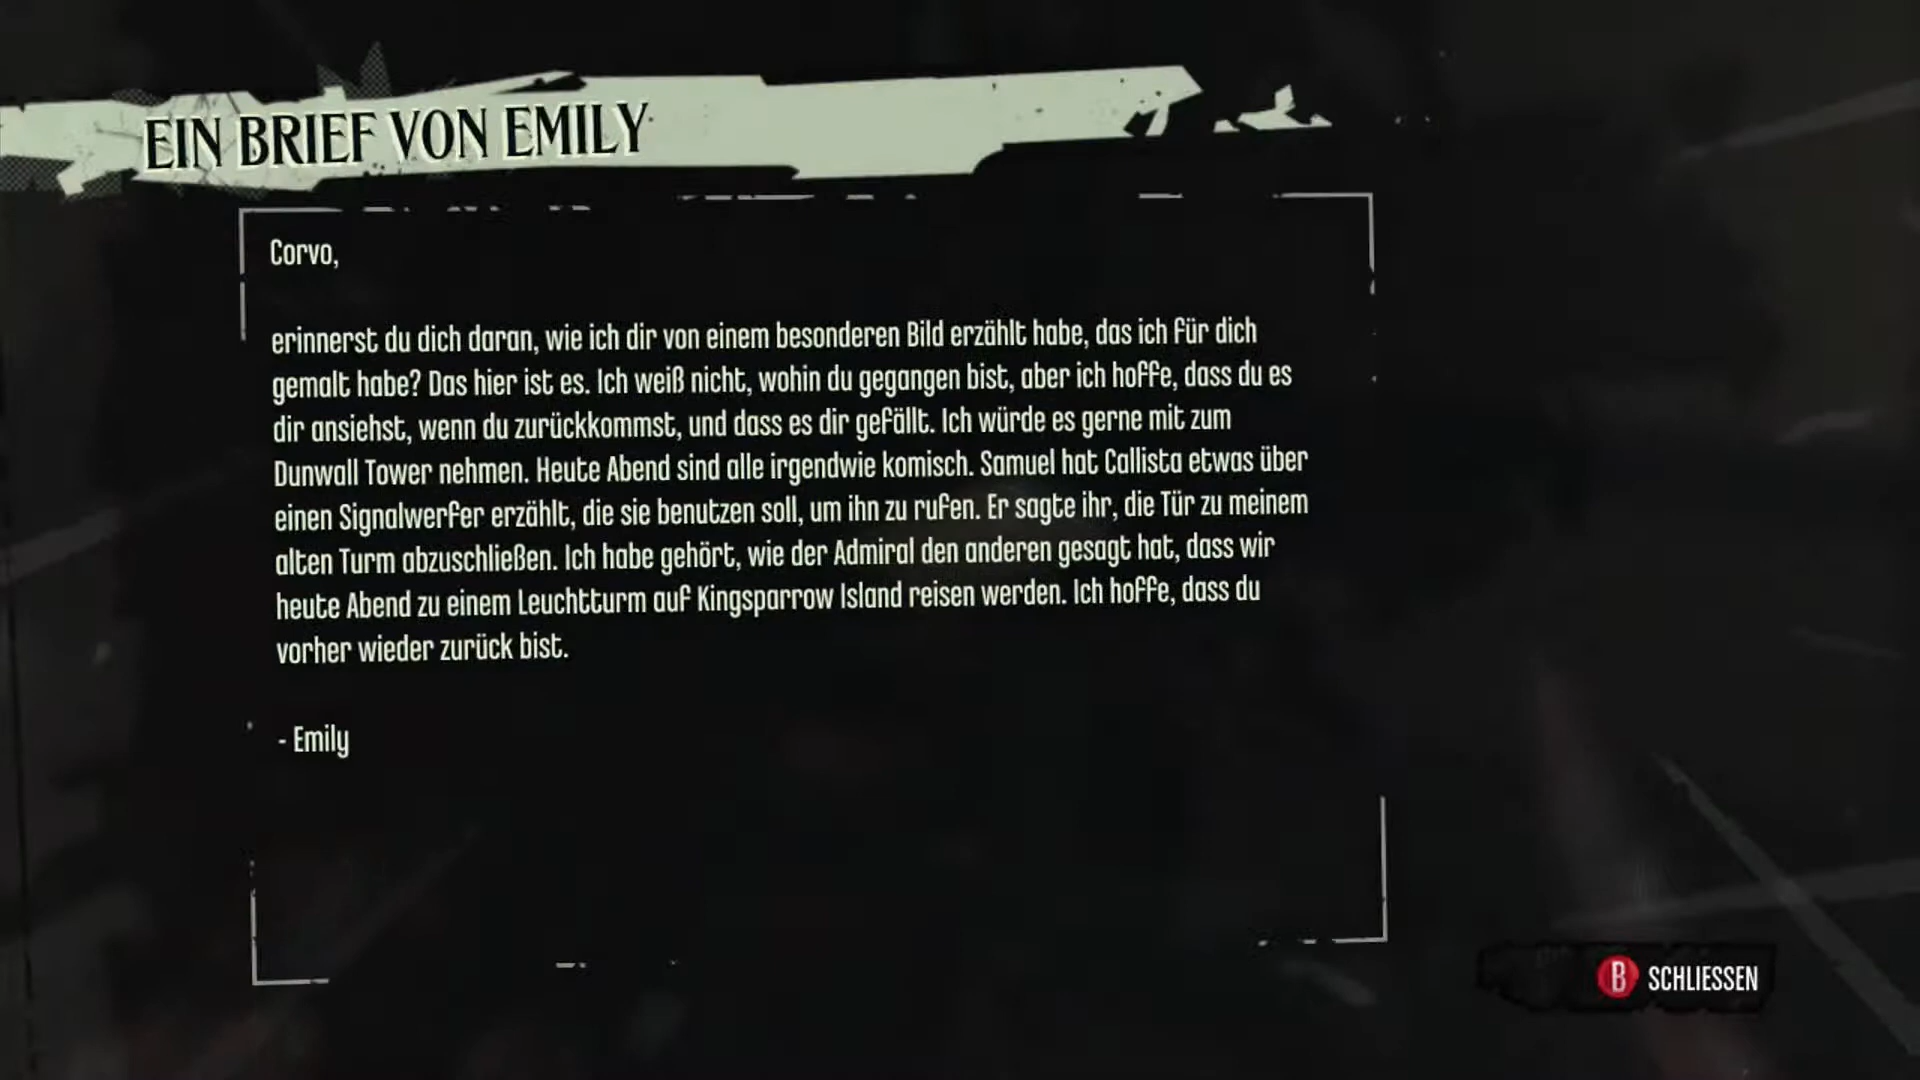 EIN BRIEF VON EMILY
Corvo,
erinnerst du dich daran, wie ich dir von einem besonderen Bild erzählt habe, das ich für dich
gemalt habe? Das hier ist es. Ich weiß nicht, wohin du gegangen bist, aber ich hoffe, dass du es
dir ansiehst, wenn du zurückkommst, und dass es dir gefällt. Ich würde es gerne mit zum
Dunwall Tower nehmen. Heute Abend sind alle irgendwie komisch. Samuel hat Callista etwas über
einen Signalwerfer erzählt, die sie benutzen soll, um ihn zu rufen. Er sagte ihr, die Tür zu meinem
alten Turm abzuschließen. Ich habe gehört, wie der Admiral den anderen gesagt hat, dass wir
heute Abend zu einem Leuchtturm auf Kingsparrow Island reisen werden. Ich hoffe, dass du
vorher wieder zurück bist.
- Emily
B SCHLIESSEN